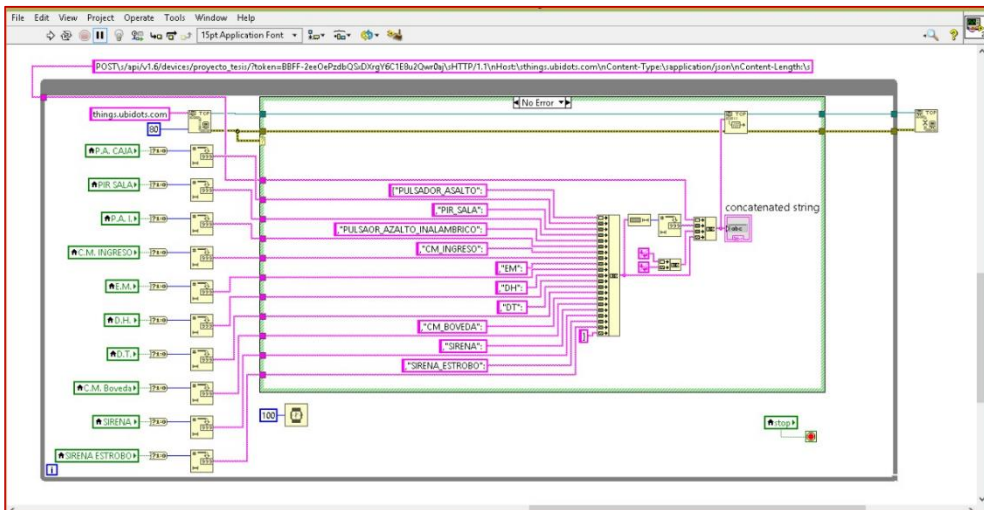 File Edit View Project Operate Tools Window Help
15pt Application Font
POST\s/api/v1.6/devices/proyecto_tesis/?token=BBFF-2eeOePzdbQSxDXrgY6C1E8u2Qwr0aj\sHTTP/1.1\nHost:\sthings.ubidots.com\nContent-Type:\sapplication/json\nContent-Length:\s
No Error
things.ubidots.com
TCP
80
P.A. CAJA
PIR SALA
P.A. I.
C.M. INGRESO
E.M.
D.H.
D.T.
C.M. Boveda
SIRENA
SIRENA ESTROBO
{"PULSADOR_ASALTO":
,"PIR_SALA":
,"PULSAOR_AZALTO_INALAMBRICO":
,"CM_INGRESO":
,"EM":
,"DH":
,"DT":
,"CM_BOVEDA":
,"SIRENA":
,"SIRENA_ESTROBO":
}
concatenated string
abc
100
stop
i